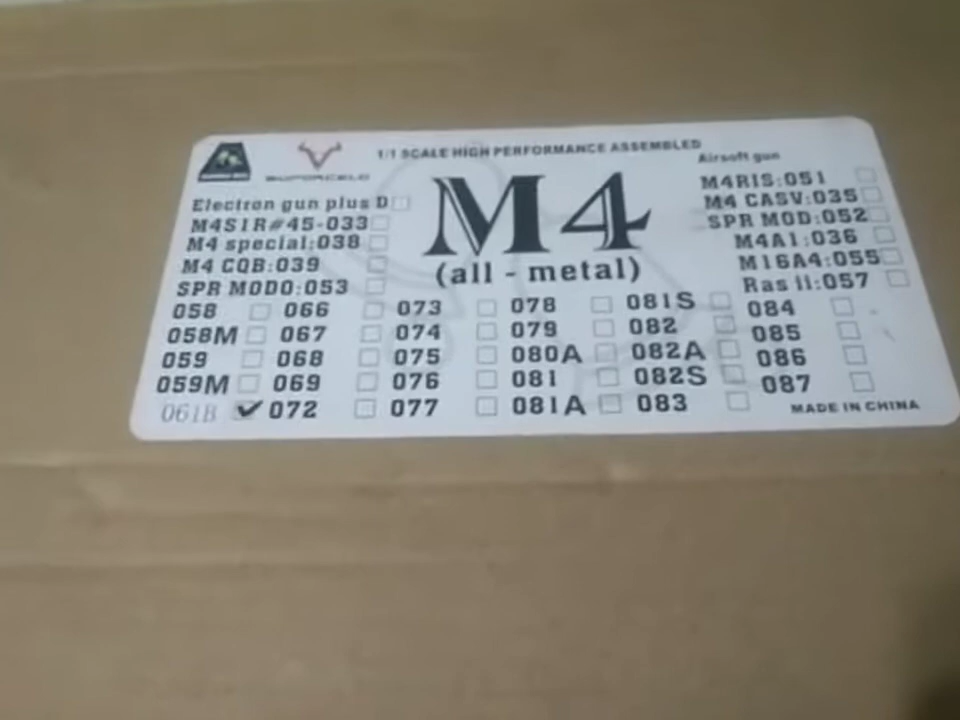 1/1 SCALE HIGH PERFORMANCE ASSEMBLED
Airsoft gun
M4
(all - metal)
Electron gun plus D
M4SIR#45-033
M4 special:038
M4 CQB:039
SPR MOD0:053
M4RIS:051
M4 CASV:035
SPR MOD:052
M4A1:036
M16A4:055
Ras ii:057
058 066 073 078 081S 084
058M 067 074 079 082 085
059 068 075 080A 082A 086
059M 069 076 081 082S 087
061B ✓ 072 077 081A 083
MADE IN CHINA